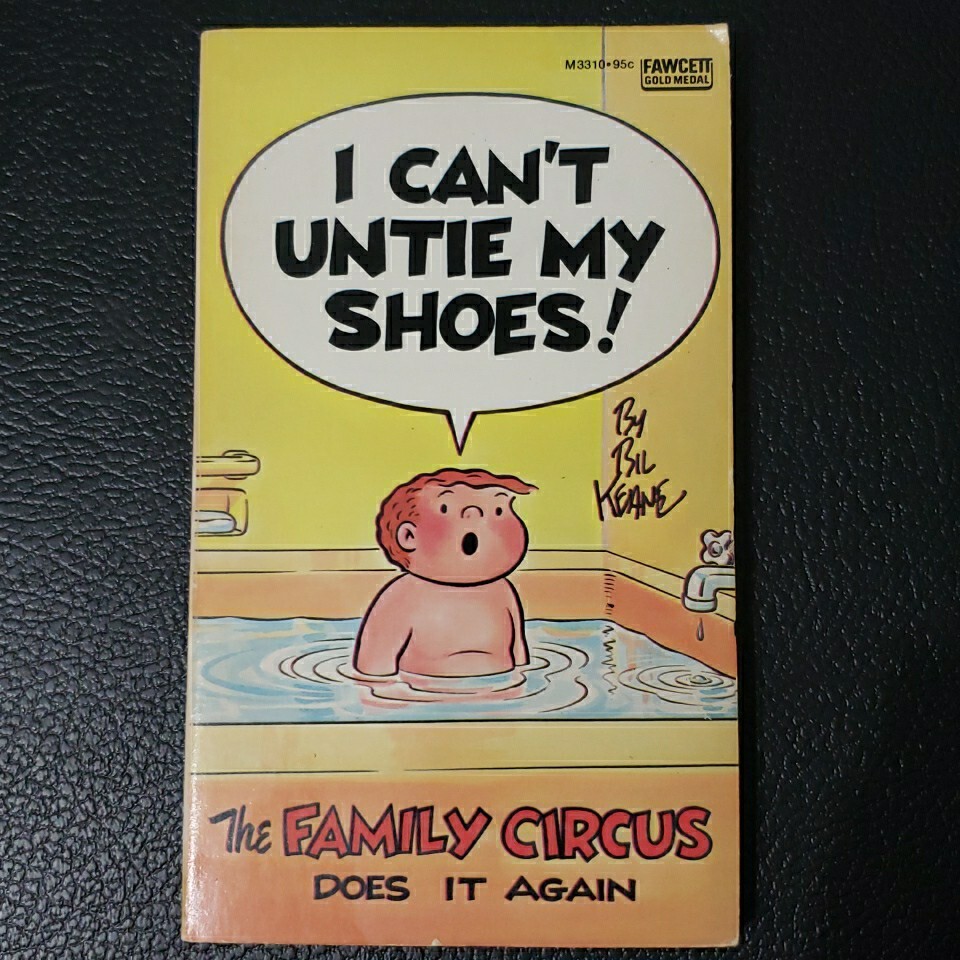 M3310•95c FAWCETT
GOLD MEDAL
I CAN'T
UNTIE MY
SHOES!
By
BIL
KEANE
The FAMILY CIRCUS
DOES IT AGAIN